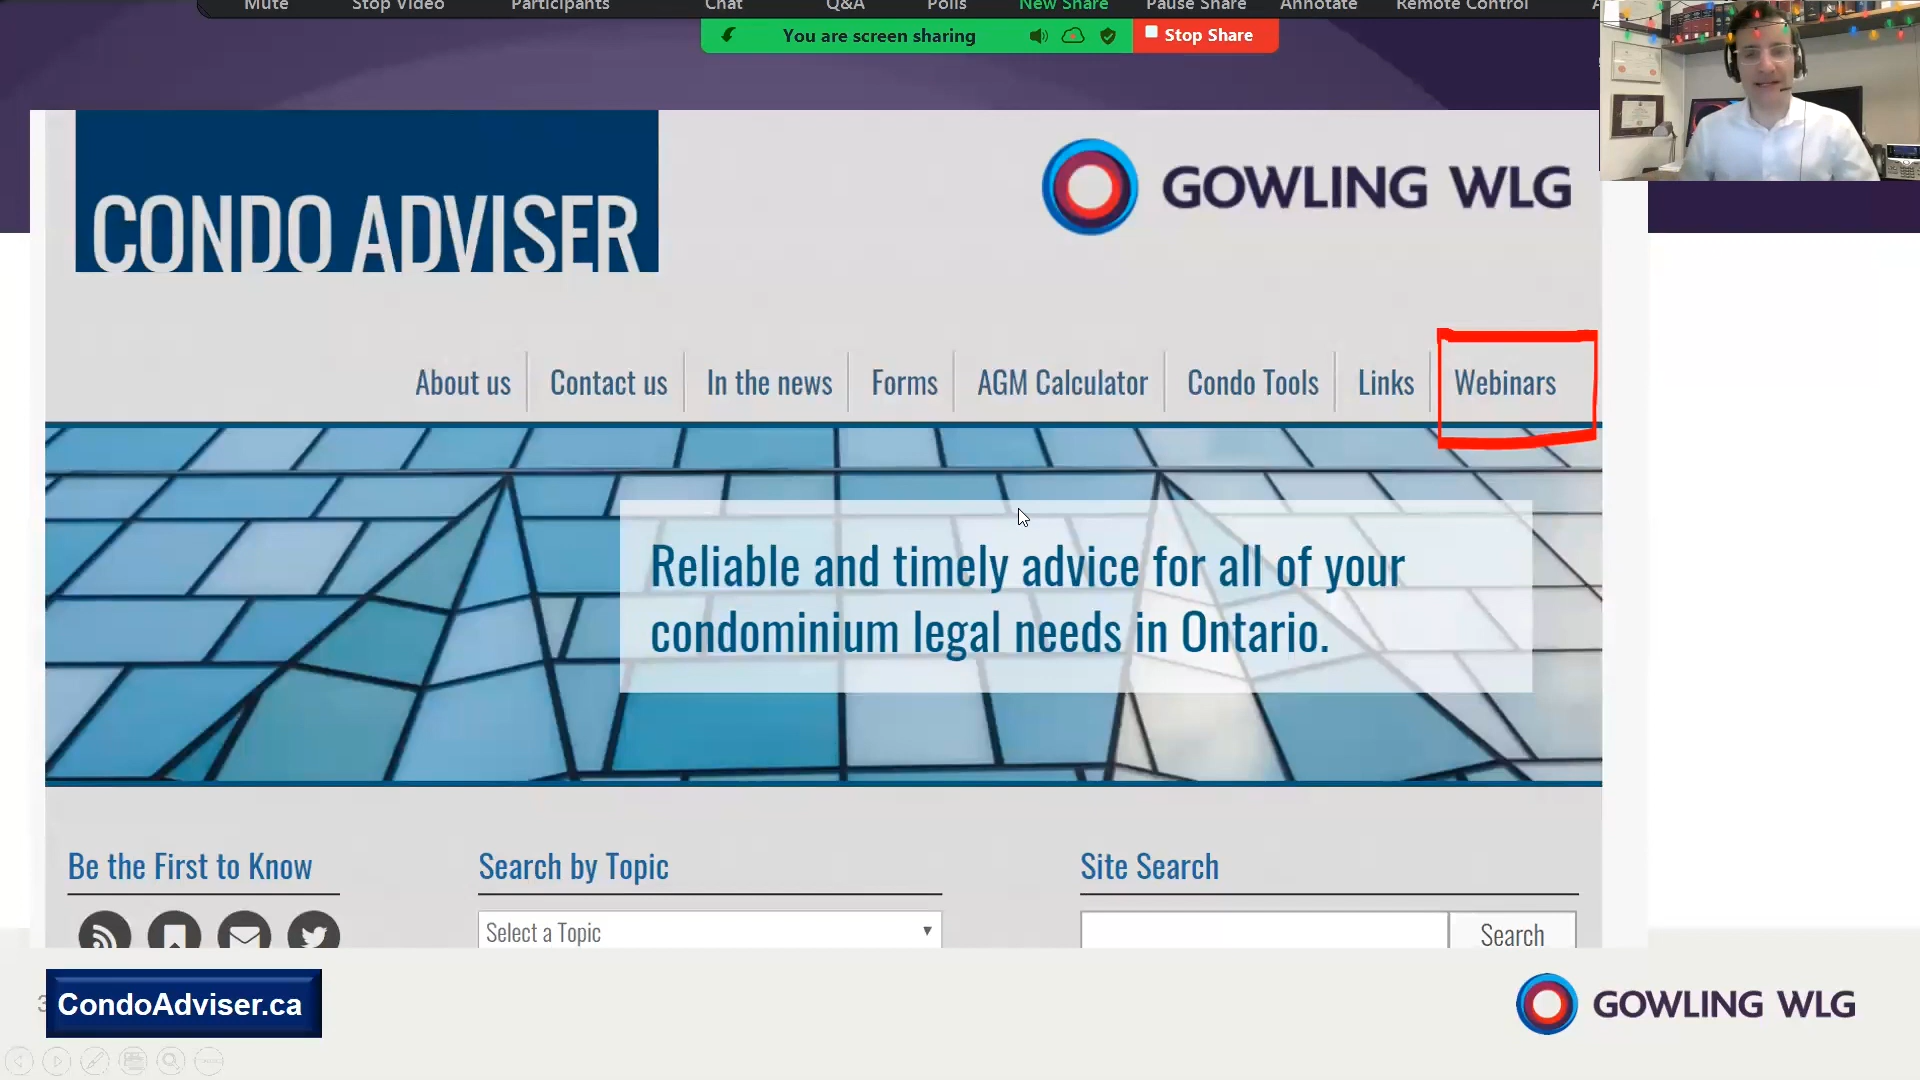 Mute Stop Video Participants Chat Q&A Polls New Share Pause Share Annotate Remote Control
You are screen sharing Stop Share
CONDO ADVISER
GOWLING WLG
About us Contact us In the news Forms AGM Calculator Condo Tools Links Webinars
Reliable and timely advice for all of your
condominium legal needs in Ontario.
Be the First to Know Search by Topic Site Search
Select a Topic Search
CondoAdviser.ca GOWLING WLG